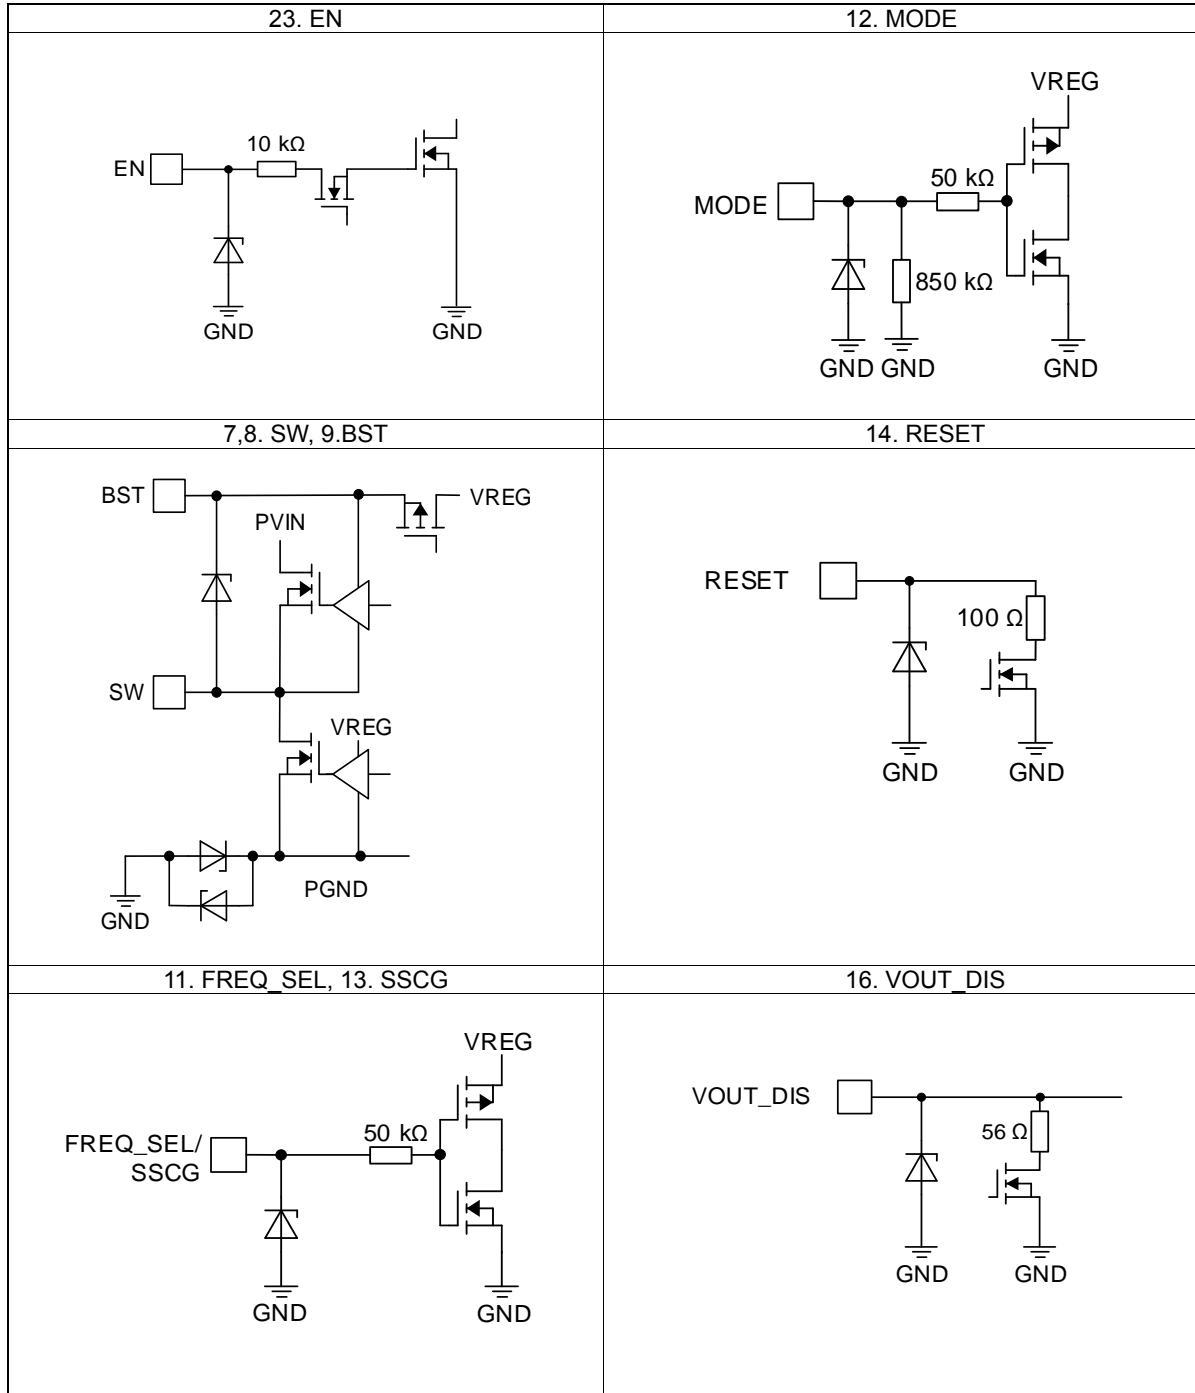 23. EN
12. MODE
EN
10 kΩ
GND
GND
VREG
MODE
50 kΩ
850 kΩ
GND GND
GND
7,8. SW, 9.BST
14. RESET
BST
VREG
PVIN
SW
VREG
PGND
GND
RESET
100 Ω
GND
GND
11. FREQ_SEL, 13. SSCG
16. VOUT_DIS
VREG
FREQ_SEL/
SSCG
50 kΩ
GND
GND
VOUT_DIS
56 Ω
GND
GND